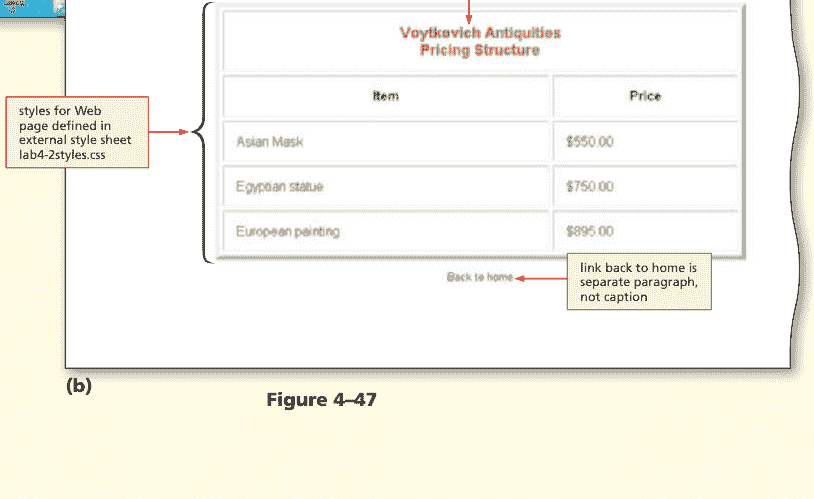 Voytkovich Antiquities
Pricing Structure
Item Price
styles for Web
page defined in
external style sheet
lab4-2styles.css
Asian Mask $550.00
Egyptian statue $750.00
European painting $895.00
Back to home
link back to home is
separate paragraph,
not caption
(b)
Figure 4–47